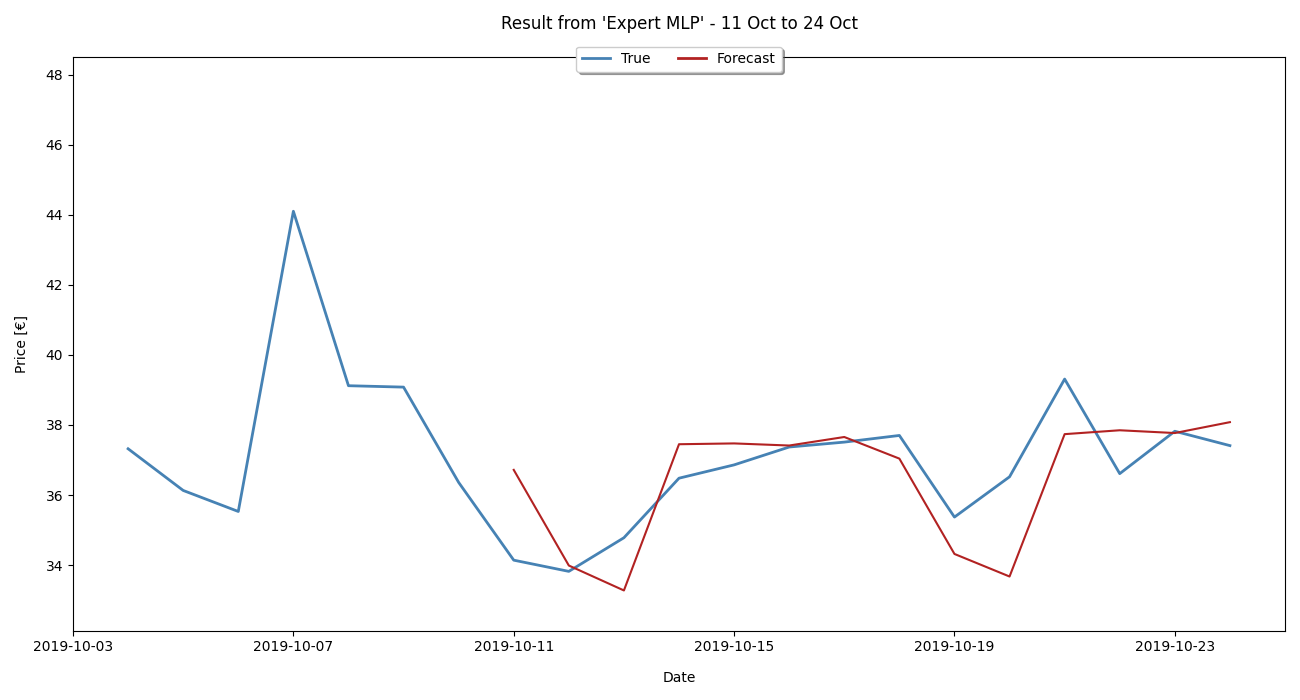 Result from 'Expert MLP' - 11 Oct to 24 Oct
True Forecast
48
46
44
42
40
38
36
34
Price [€]
2019-10-03 2019-10-07 2019-10-11 2019-10-15 2019-10-19 2019-10-23
Date